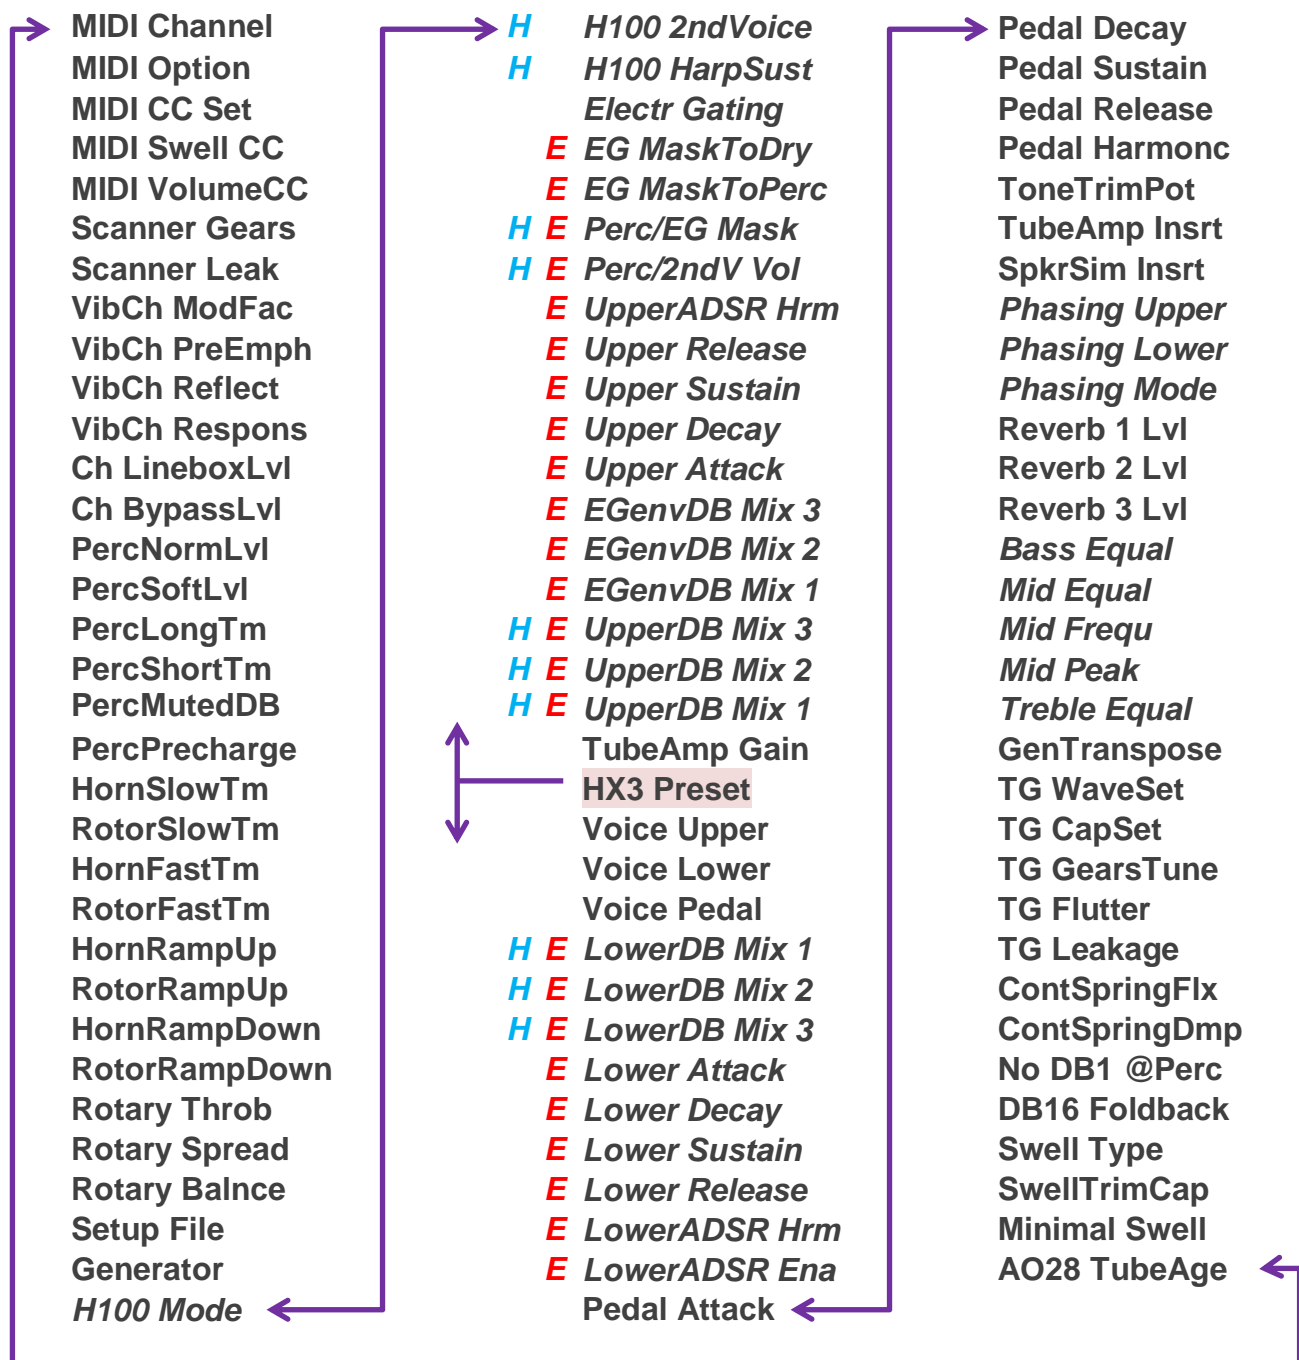 MIDI Channel
MIDI Option
MIDI CC Set
MIDI Swell CC
MIDI VolumeCC
Scanner Gears
Scanner Leak
VibCh ModFac
VibCh PreEmph
VibCh Reflect
VibCh Respons
Ch LineboxLvl
Ch BypassLvl
PercNormLvl
PercSoftLvl
PercLongTm
PercShortTm
PercMutedDB
PercPrecharge
HornSlowTm
RotorSlowTm
HornFastTm
RotorFastTm
HornRampUp
RotorRampUp
HornRampDown
RotorRampDown
Rotary Throb
Rotary Spread
Rotary Balnce
Setup File
Generator
H100 Mode
H H100 2ndVoice
H H100 HarpSust
Electr Gating
E EG MaskToDry
E EG MaskToPerc
H E Perc/EG Mask
H E Perc/2ndV Vol
E UpperADSR Hrm
E Upper Release
E Upper Sustain
E Upper Decay
E Upper Attack
E EGenvDB Mix 3
E EGenvDB Mix 2
E EGenvDB Mix 1
H E UpperDB Mix 3
H E UpperDB Mix 2
H E UpperDB Mix 1
TubeAmp Gain
HX3 Preset
Voice Upper
Voice Lower
Voice Pedal
H E LowerDB Mix 1
H E LowerDB Mix 2
H E LowerDB Mix 3
E Lower Attack
E Lower Decay
E Lower Sustain
E Lower Release
E LowerADSR Hrm
E LowerADSR Ena
Pedal Attack
Pedal Decay
Pedal Sustain
Pedal Release
Pedal Harmonc
ToneTrimPot
TubeAmp Insrt
SpkrSim Insrt
Phasing Upper
Phasing Lower
Phasing Mode
Reverb 1 Lvl
Reverb 2 Lvl
Reverb 3 Lvl
Bass Equal
Mid Equal
Mid Frequ
Mid Peak
Treble Equal
GenTranspose
TG WaveSet
TG CapSet
TG GearsTune
TG Flutter
TG Leakage
ContSpringFlx
ContSpringDmp
No DB1 @Perc
DB16 Foldback
Swell Type
SwellTrimCap
Minimal Swell
AO28 TubeAge